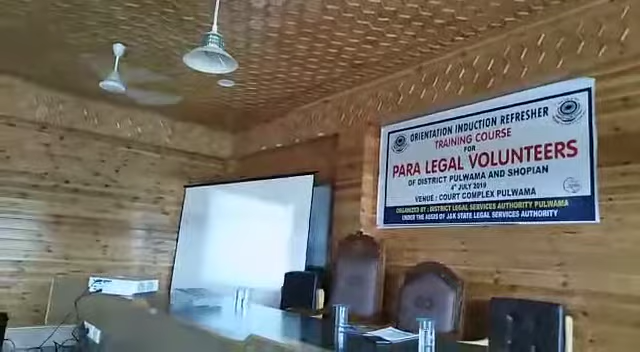 ORIENTATION INDUCTION REFRESHER
TRAINING COURSE
FOR
PARA LEGAL VOLUNTEERS
OF DISTRICT PULWAMA AND SHOPIAN
4th JULY 2019
VENUE : COURT COMPLEX PULWAMA
ORGANIZED BY : DISTRICT LEGAL SERVICES AUTHORITY PULWAMA
UNDER THE AEGIS OF J&K STATE LEGAL SERVICES AUTHORITY